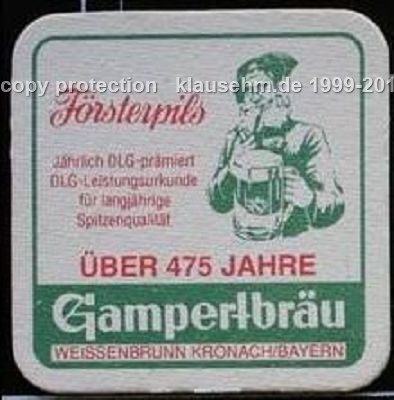 copy protection klausehm.de 1999-201
Försterpils
Jährlich DLG-prämiert
DLG-Leistungsurkunde
für langjährige
Spitzenqualität
ÜBER 475 JAHRE
Gampertbräu
WEISSENBRUNN KRONACH/BAYERN